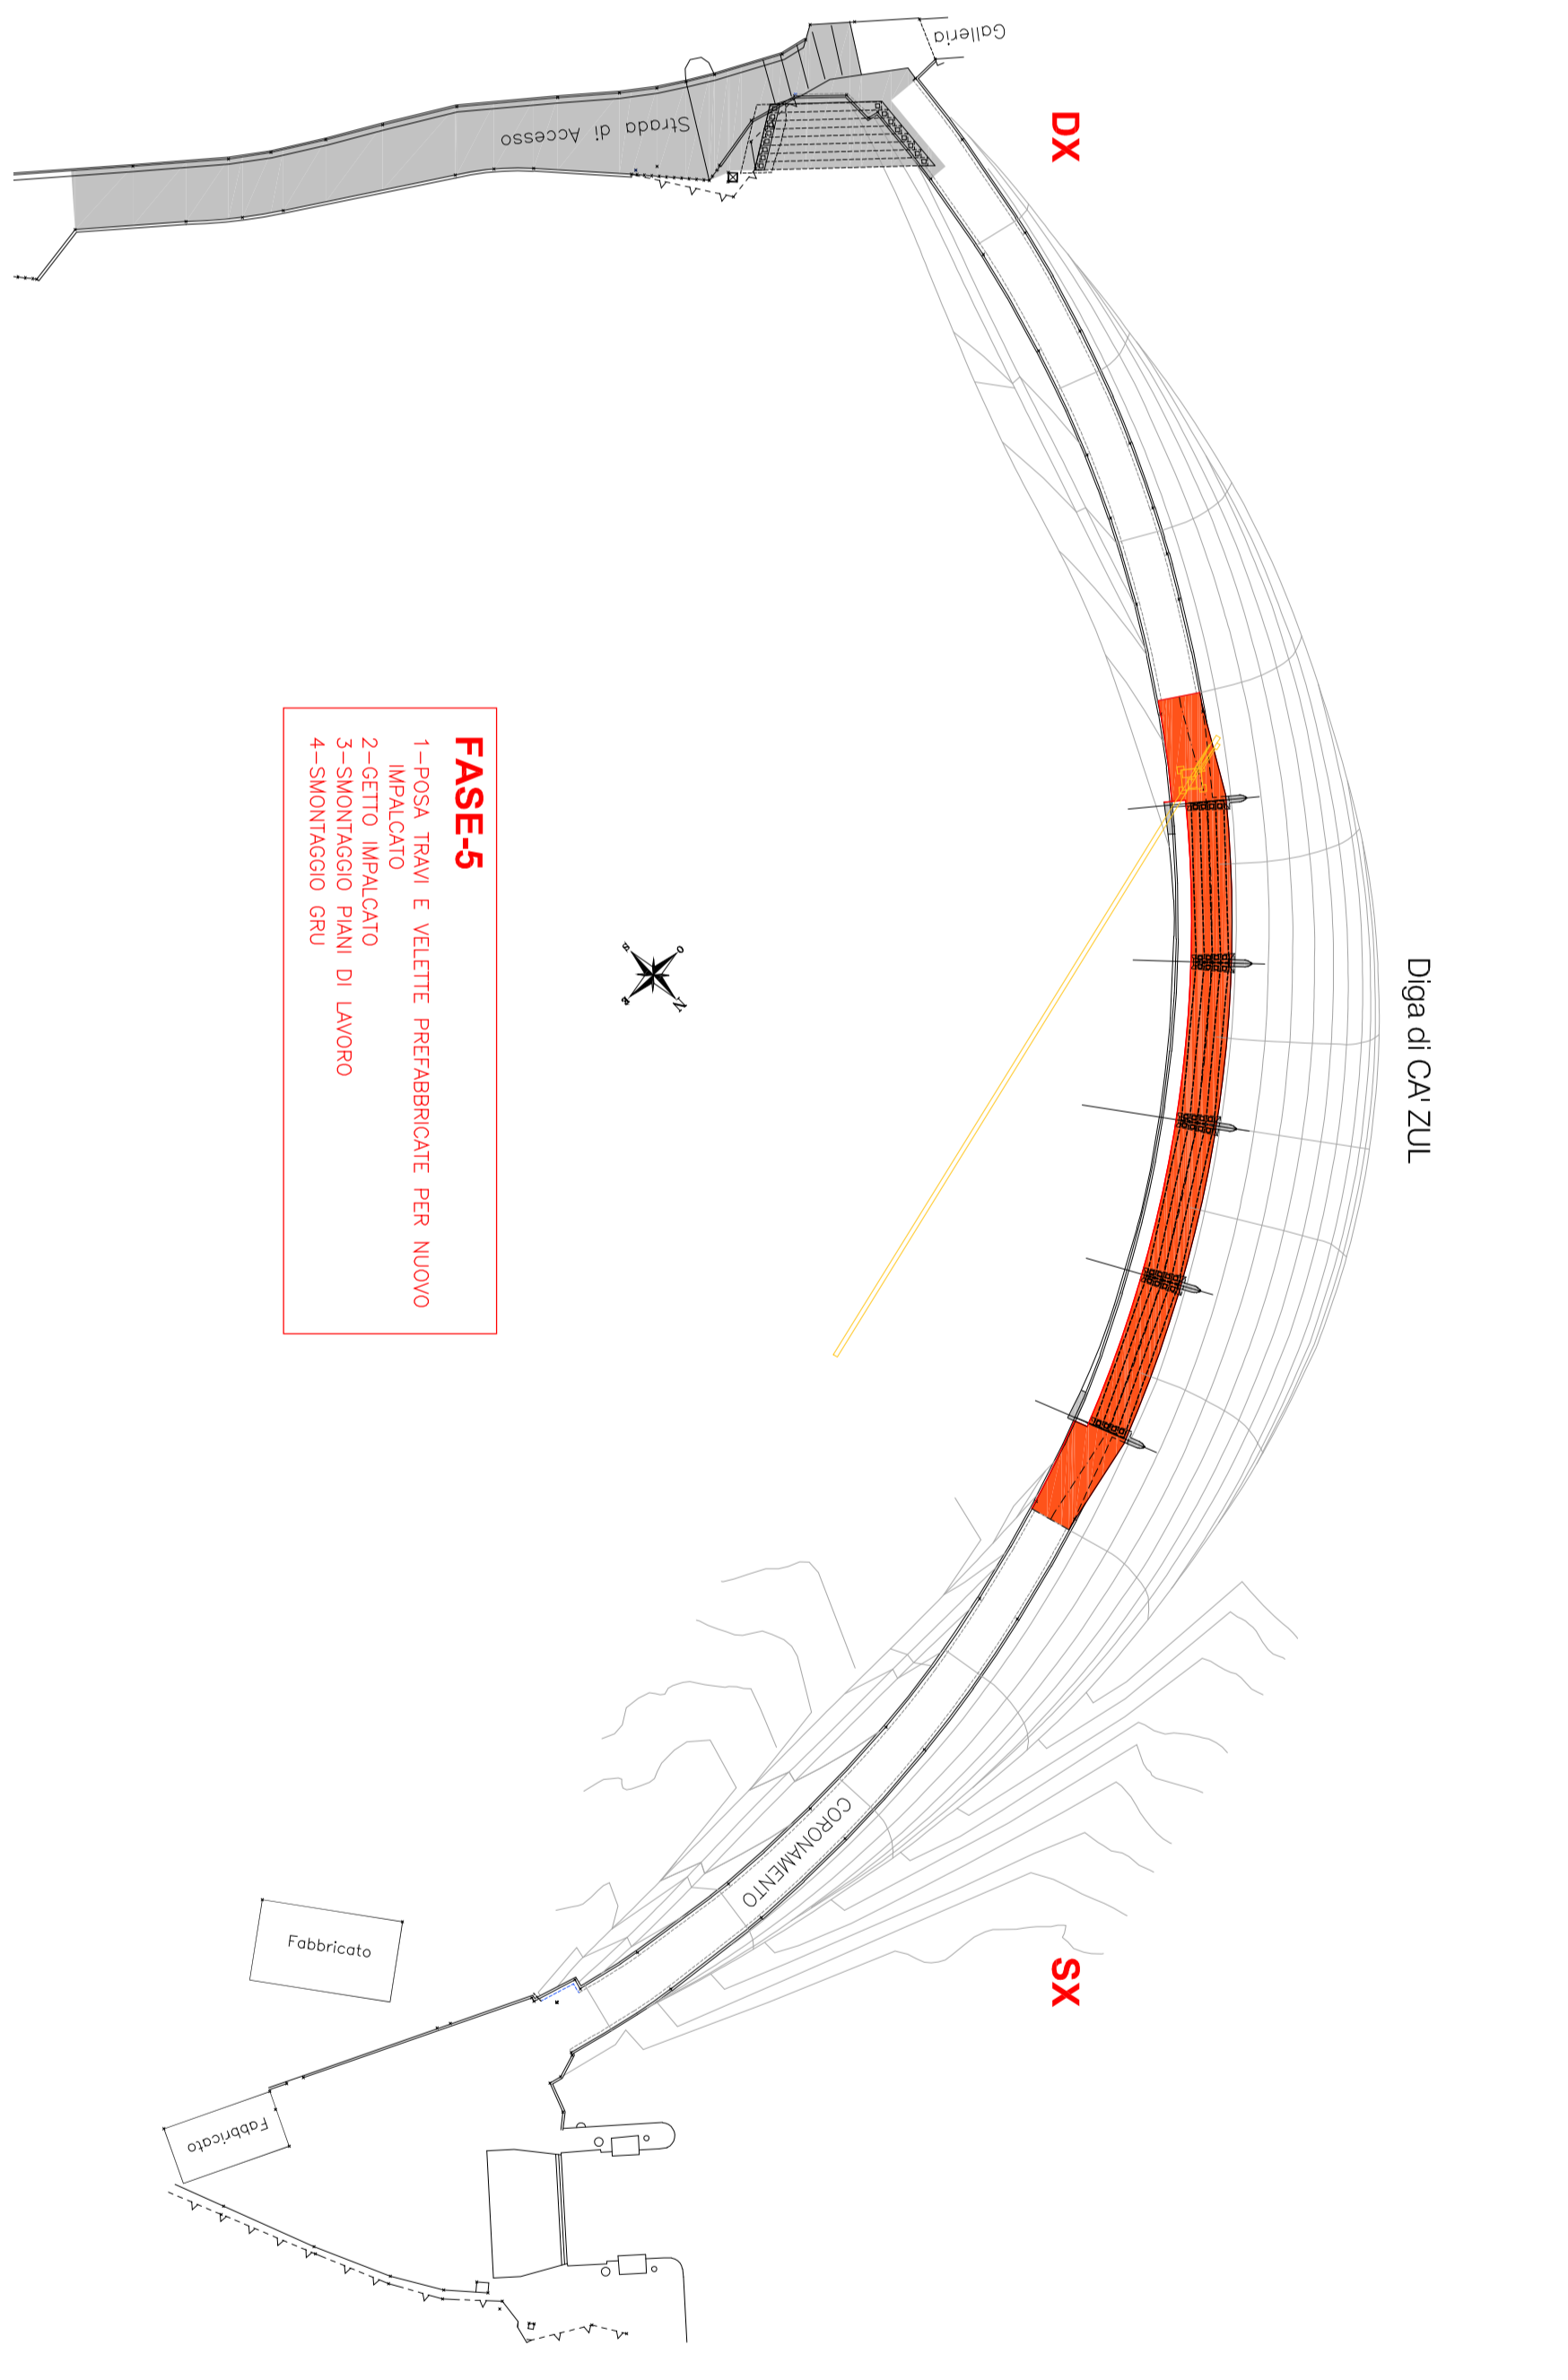 Diga di CA' ZUL
DX
SX
Galleria
Strada di Accesso
CORONAMENTO
FASE-5
1-POSA TRAVI E VELETTE PREFABBRICATE PER NUOVO
IMPALCATO
2-GETTO IMPALCATO
3-SMONTAGGIO PIANI DI LAVORO
4-SMONTAGGIO GRU
O
N
S
Fabbricato
Fabbricato